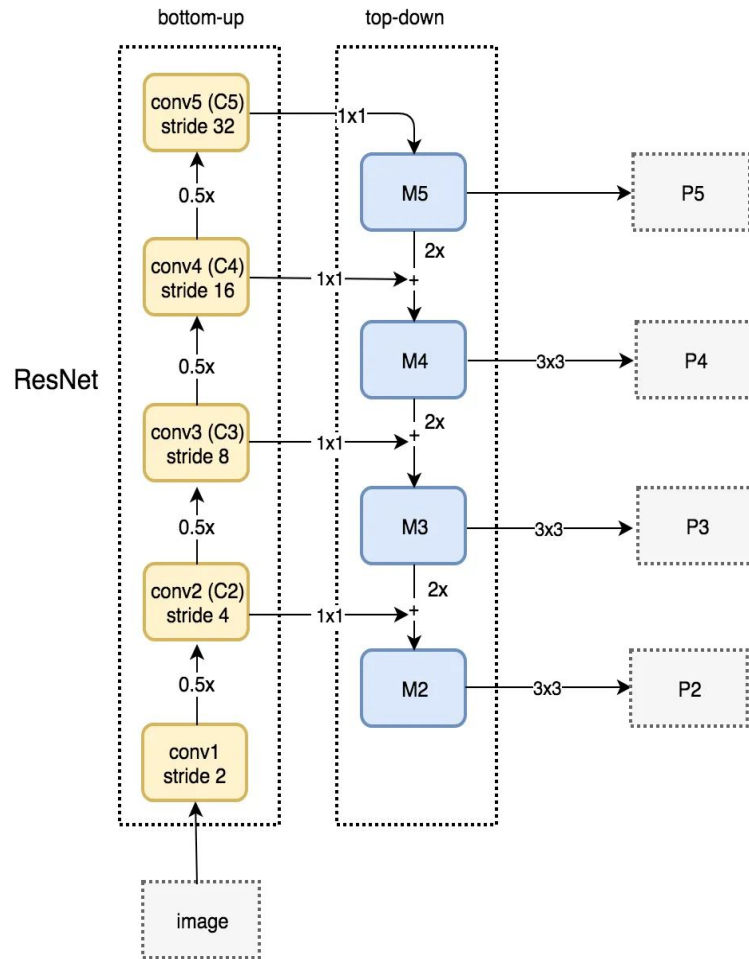 bottom-up
top-down
conv5 (C5)
stride 32
1x1
M5
P5
0.5x
2x
conv4 (C4)
stride 16
1x1
+
M4
3x3
P4
ResNet
0.5x
2x
conv3 (C3)
stride 8
1x1
+
M3
3x3
P3
0.5x
2x
conv2 (C2)
stride 4
1x1
+
M2
3x3
P2
0.5x
conv1
stride 2
image